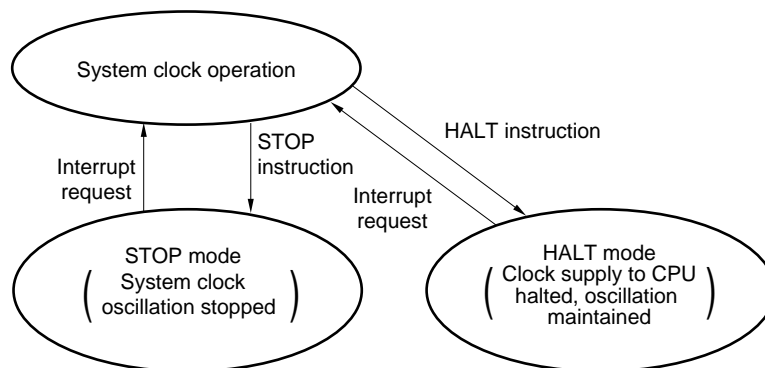 System clock operation
HALT instruction
STOP
instruction
Interrupt
request
Interrupt
request
STOP mode
System clock
oscillation stopped
HALT mode
Clock supply to CPU
halted, oscillation
maintained